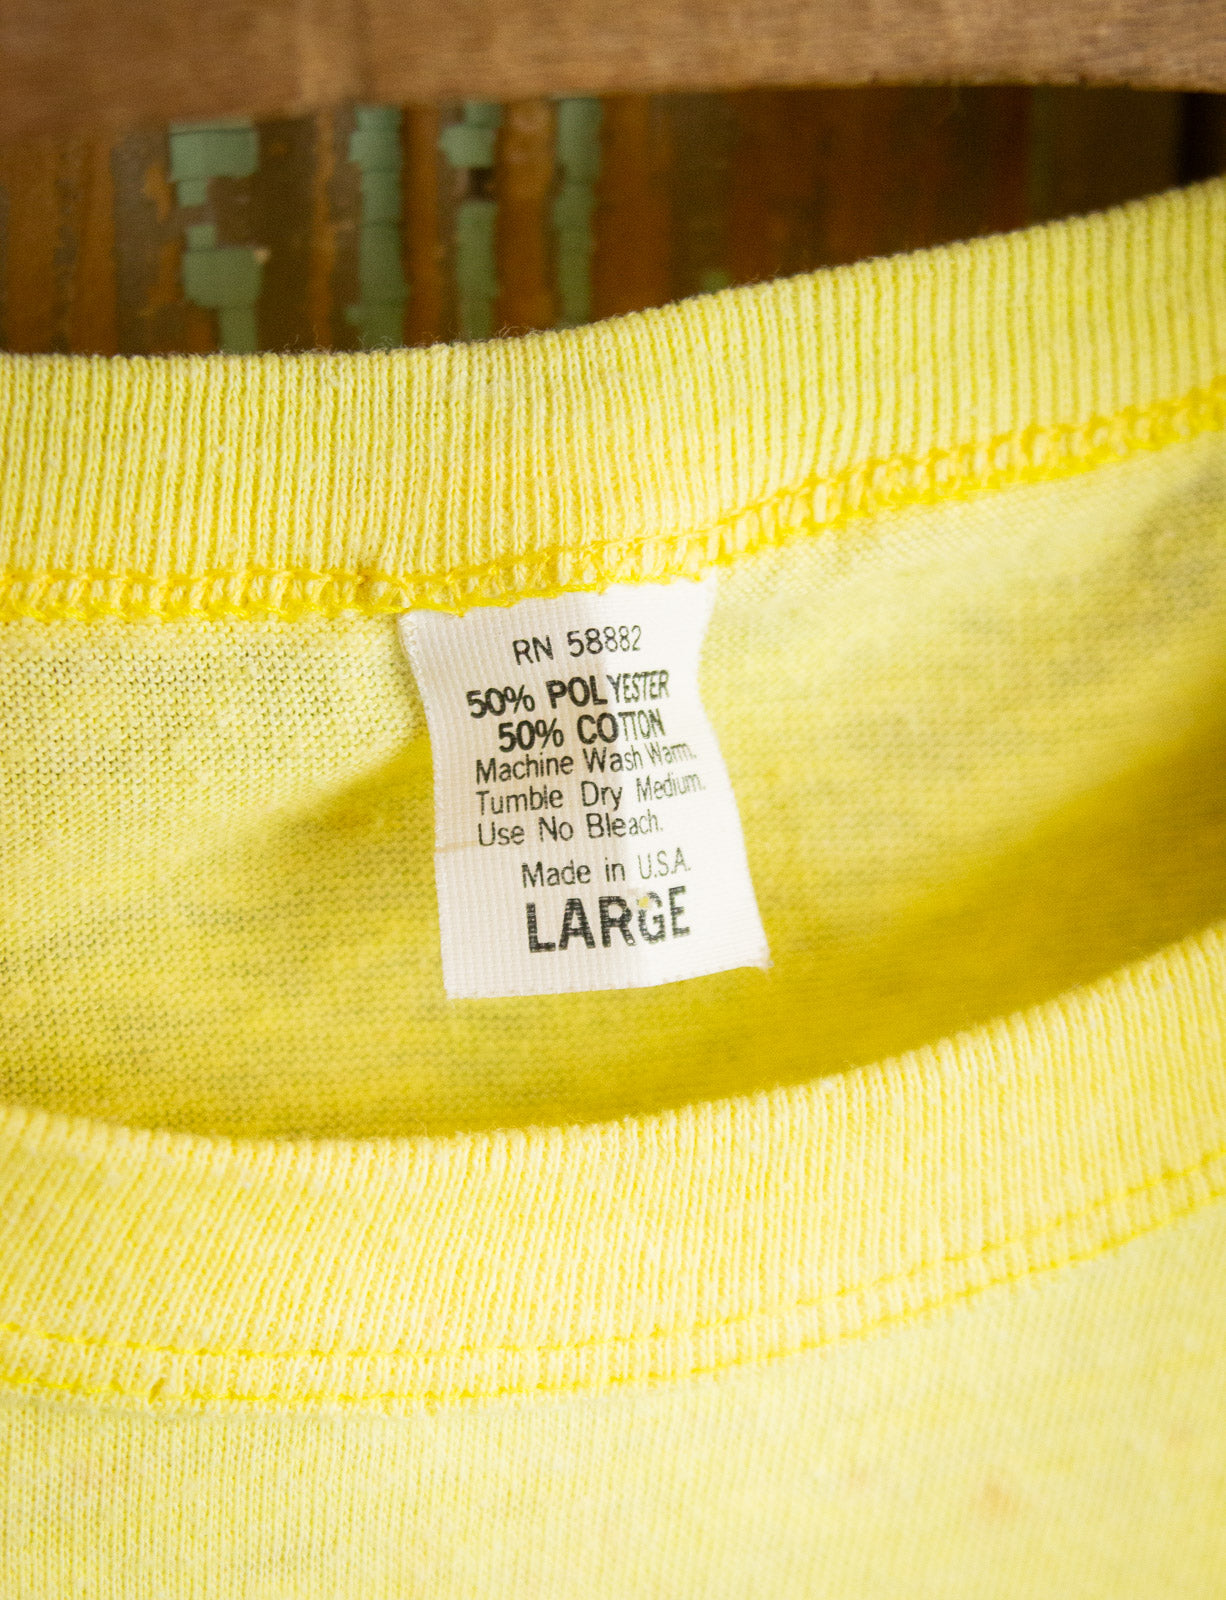 RN 58882
50% POLYESTER
50% COTTON
Machine Wash Warm.
Tumble Dry Medium.
Use No Bleach.
Made in U.S.A.
LARGE